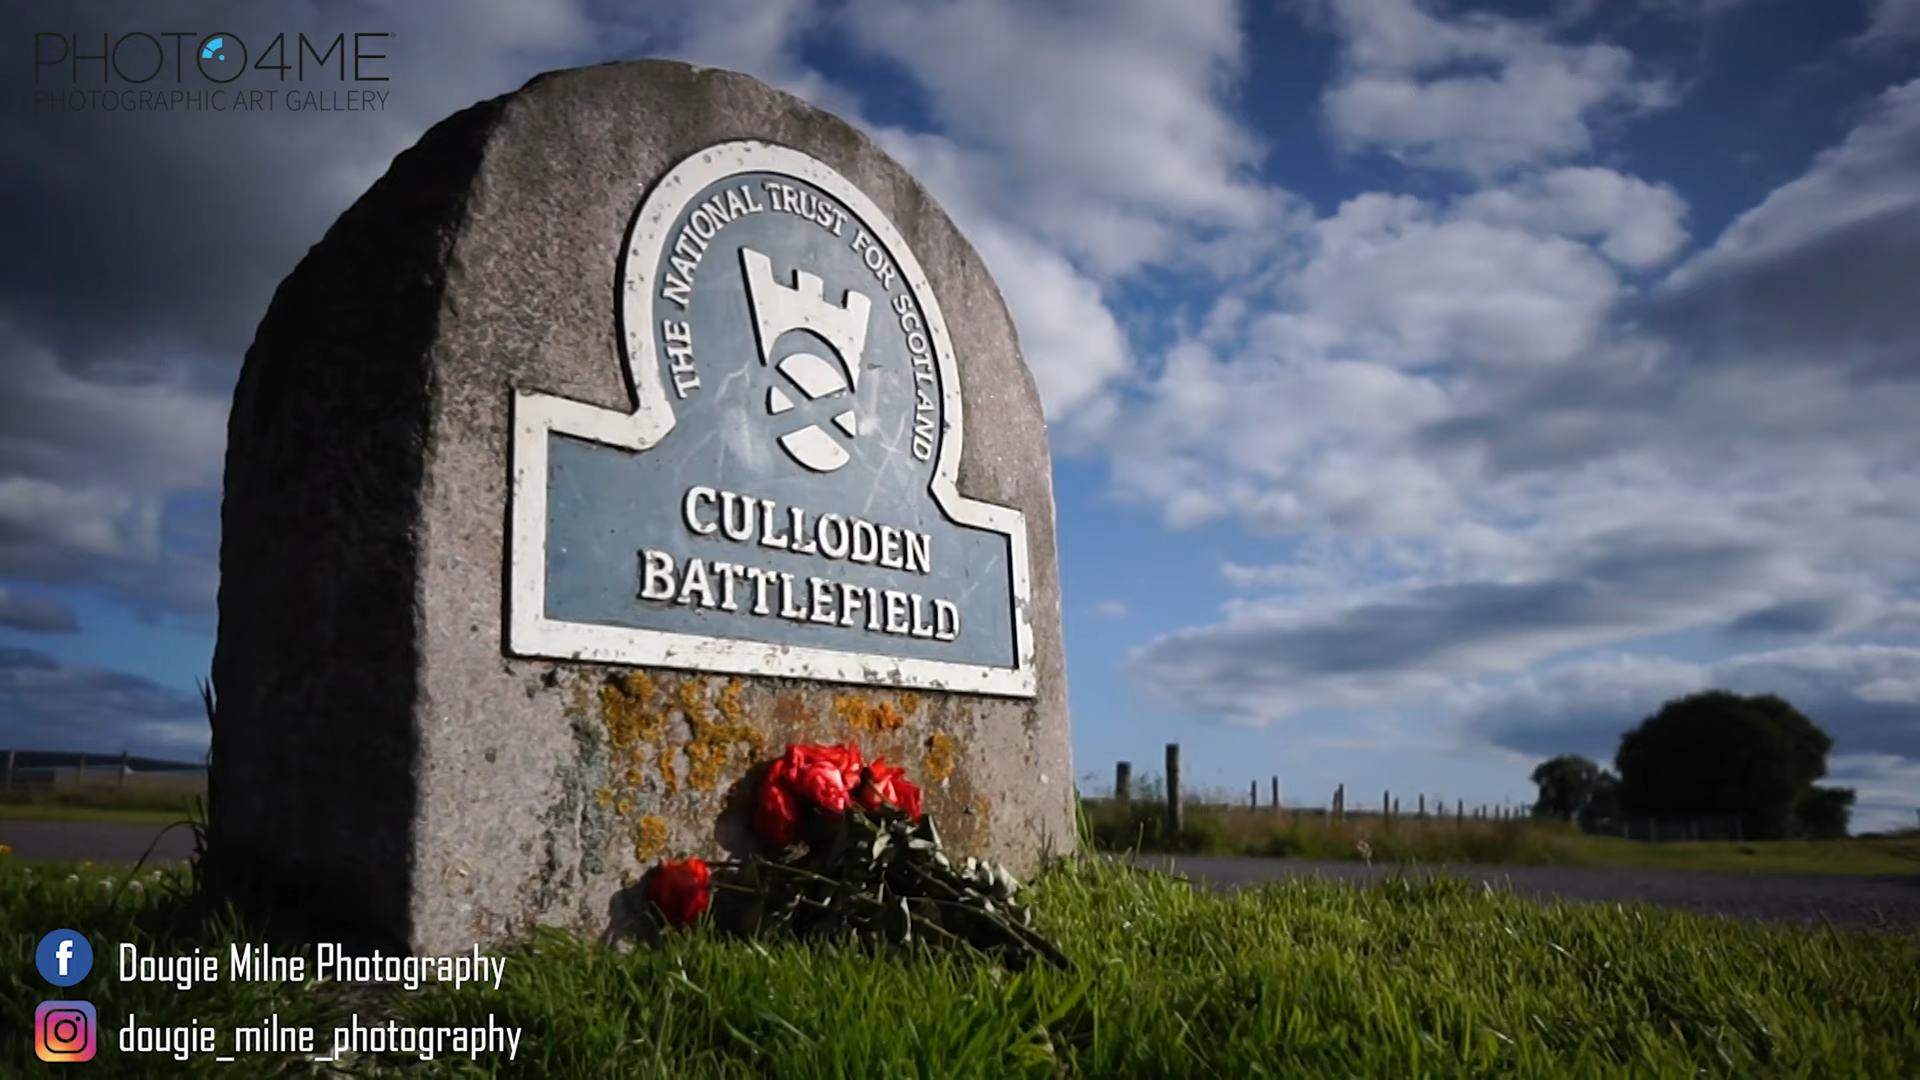 PHOTO4ME
PHOTOGRAPHIC ART GALLERY
THE NATIONAL TRUST FOR SCOTLAND
CULLODEN
BATTLEFIELD
Dougie Milne Photography
dougie_milne_photography